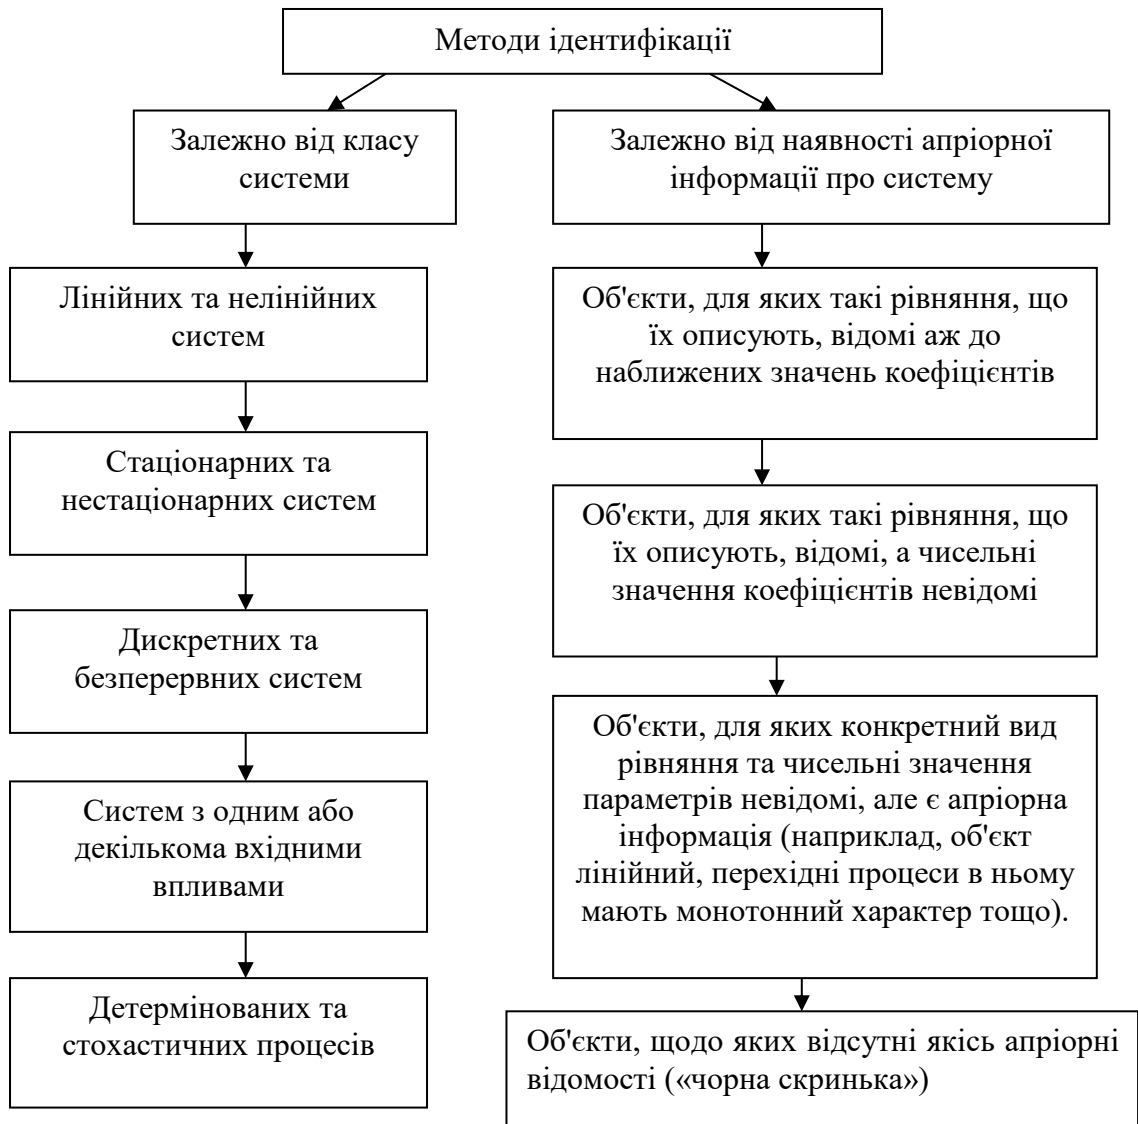 Методи ідентифікації
Залежно від класу
системи
Лінійних та нелінійних
систем
Стаціонарних та
нестаціонарних систем
Дискретних та
безперервних систем
Систем з одним або
декількома вхідними
впливами
Детермінованих та
стохастичних процесів
Залежно від наявності апріорної
інформації про систему
Об'єкти, для яких такі рівняння, що
їх описують, відомі аж до
наближених значень коефіцієнтів
Об'єкти, для яких такі рівняння, що
їх описують, відомі, а чисельні
значення коефіцієнтів невідомі
Об'єкти, для яких конкретний вид
рівняння та чисельні значення
параметрів невідомі, але є апріорна
інформація (наприклад, об'єкт
лінійний, перехідні процеси в ньому
мають монотонний характер тощо).
Об'єкти, щодо яких відсутні якісь апріорні
відомості («чорна скринька»)